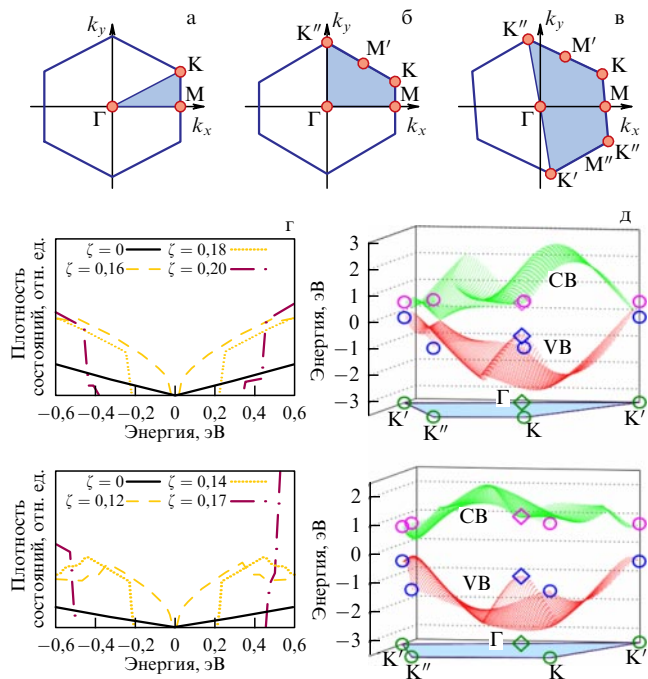 а
k_y
K
M
Γ
k_x
б
k_y
K″
M′
K
M
Γ
k_x
в
k_y
K″
M′
K
M
Γ
k_x
K″
M″
K′
г
Плотность
состояний, отн. ед.
ζ = 0
ζ = 0,18
ζ = 0,16
ζ = 0,20
−0,6 −0,4 −0,2 0 0,2 0,4 0,6
Энергия, эВ
д
Энергия, эВ
3
2
1
0
−1
−2
−3
CB
VB
Γ
K′
K″
K
K′
Плотность
состояний, отн. ед.
ζ = 0
ζ = 0,14
ζ = 0,12
ζ = 0,17
−0,6 −0,4 −0,2 0 0,2 0,4 0,6
Энергия, эВ
Энергия, эВ
2
1
0
−1
−2
−3
CB
VB
Γ
K′
K″
K
K′